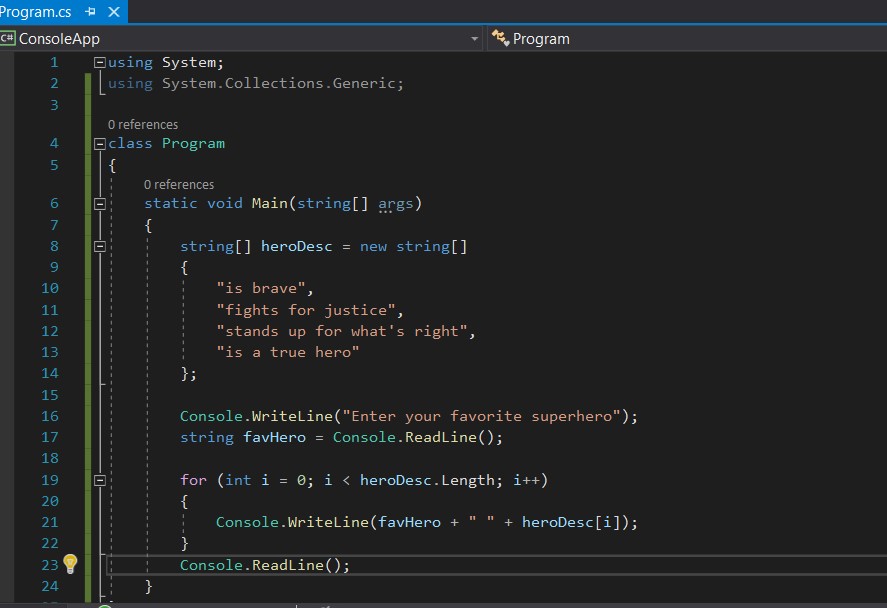 Program.cs
C# ConsoleApp
Program
1 using System;
2 using System.Collections.Generic;
3
0 references
4 class Program
5 {
0 references
6 static void Main(string[] args)
7 {
8 string[] heroDesc = new string[]
9 {
10 "is brave",
11 "fights for justice",
12 "stands up for what's right",
13 "is a true hero"
14 };
15
16 Console.WriteLine("Enter your favorite superhero");
17 string favHero = Console.ReadLine();
18
19 for (int i = 0; i < heroDesc.Length; i++)
20 {
21 Console.WriteLine(favHero + " " + heroDesc[i]);
22 }
23 Console.ReadLine();
24 }